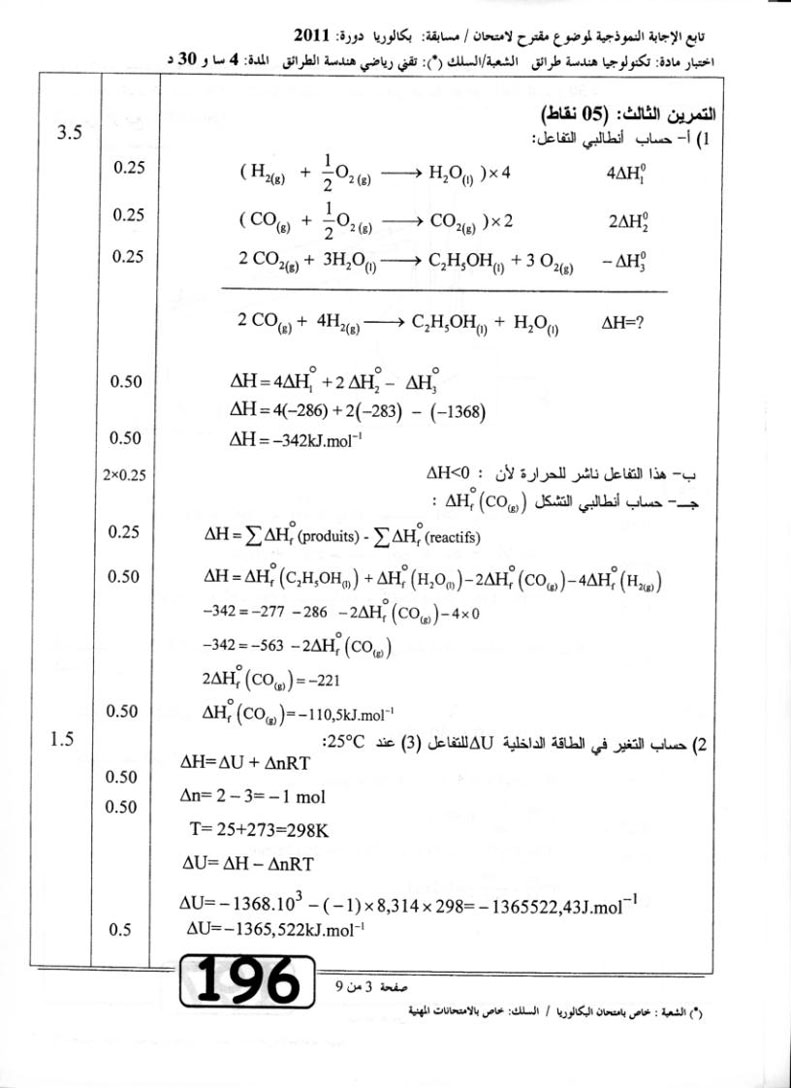 تابع الإجابة النموذجية لموضوع مقترح لامتحان / مسابقة: بكالوريا دورة: 2011
اختبار مادة: تكنولوجيا هندسة طرائق الشعبة/السلك (*): تقني رياضي هندسة الطرائق المدة: 4 سا و 30 د
التمرين الثالث: (05 نقاط)
3.5
1) أ- حساب أنطالبي التفاعل:
0.25 ( H₂(g) + 1/2 O₂(g) ⟶ H₂O(l) )×4 4ΔH₁⁰
0.25 ( CO(g) + 1/2 O₂(g) ⟶ CO₂(g) )×2 2ΔH₂⁰
0.25 2 CO₂(g) + 3H₂O(l) ⟶ C₂H₅OH(l) + 3 O₂(g) −ΔH₃⁰
2 CO(g) + 4H₂(g) ⟶ C₂H₅OH(l) + H₂O(l) ΔH=?
0.50 ΔH = 4ΔH₁° + 2 ΔH₂° − ΔH₃°
ΔH = 4(−286) + 2(−283) − (−1368)
0.50 ΔH = −342kJ.mol⁻¹
2×0.25 ب- هذا التفاعل ناشر للحرارة لأن : ΔH<0
جـ- حساب أنطالبي التشكل ΔHf°(CO(g)) :
0.25 ΔH = ∑ΔHf°(produits) - ∑ΔHf°(reactifs)
0.50 ΔH = ΔHf°(C₂H₅OH(l)) + ΔHf°(H₂O(l)) − 2ΔHf°(CO(g)) − 4ΔHf°(H₂(g))
−342 = −277 −286 −2ΔHf°(CO(g)) − 4×0
−342 = −563 −2ΔHf°(CO(g))
2ΔHf°(CO(g)) = −221
0.50 ΔHf°(CO(g)) = −110,5kJ.mol⁻¹
1.5 2) حساب التغير في الطاقة الداخلية ΔU للتفاعل (3) عند 25°C:
ΔH= ΔU + ΔnRT
0.50
0.50 Δn= 2 − 3= − 1 mol
T= 25+273=298K
ΔU= ΔH − ΔnRT
ΔU= − 1368.10³ − (− 1)×8,314×298= − 1365522,43J.mol⁻¹
0.5 ΔU=−1365,522kJ.mol⁻¹
196
صفحة 3 من 9
(*) الشعبة : خاص بامتحان البكالوريا / السلك: خاص بالامتحانات المهنية